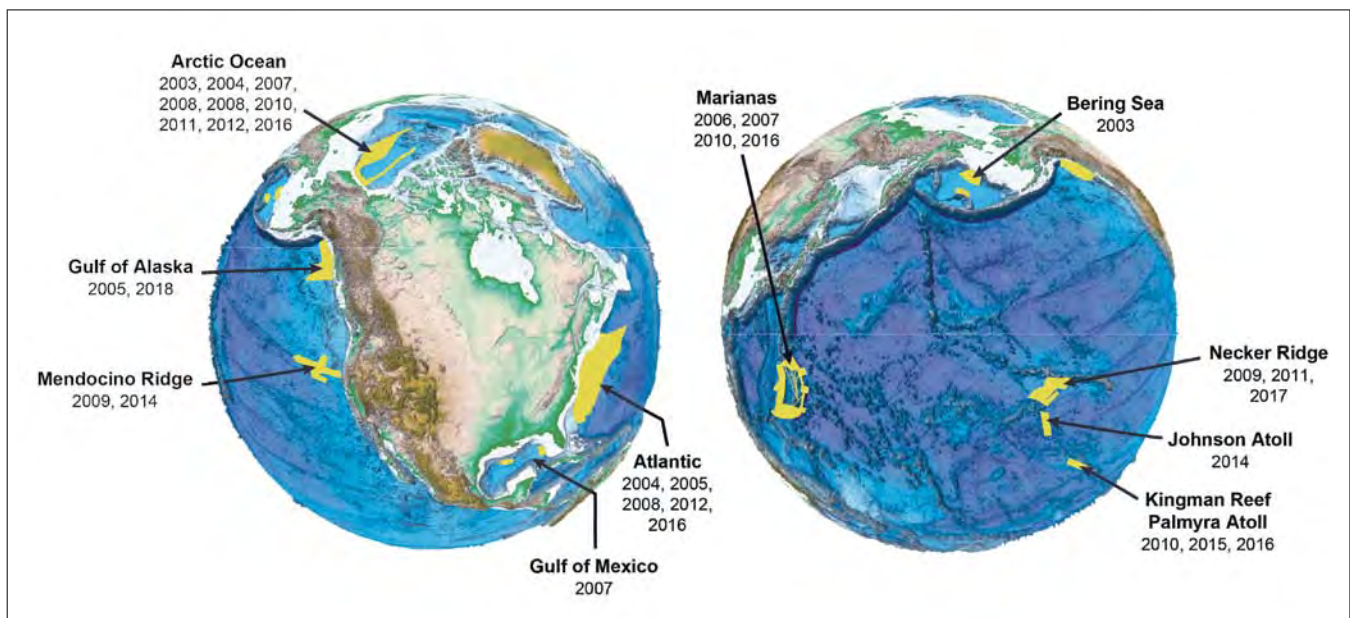 Arctic Ocean
2003, 2004, 2007,
2008, 2008, 2010,
2011, 2012, 2016
Gulf of Alaska
2005, 2018
Mendocino Ridge
2009, 2014
Atlantic
2004, 2005,
2008, 2012,
2016
Gulf of Mexico
2007
Marianas
2006, 2007
2010, 2016
Bering Sea
2003
Necker Ridge
2009, 2011,
2017
Johnson Atoll
2014
Kingman Reef
Palmyra Atoll
2010, 2015, 2016